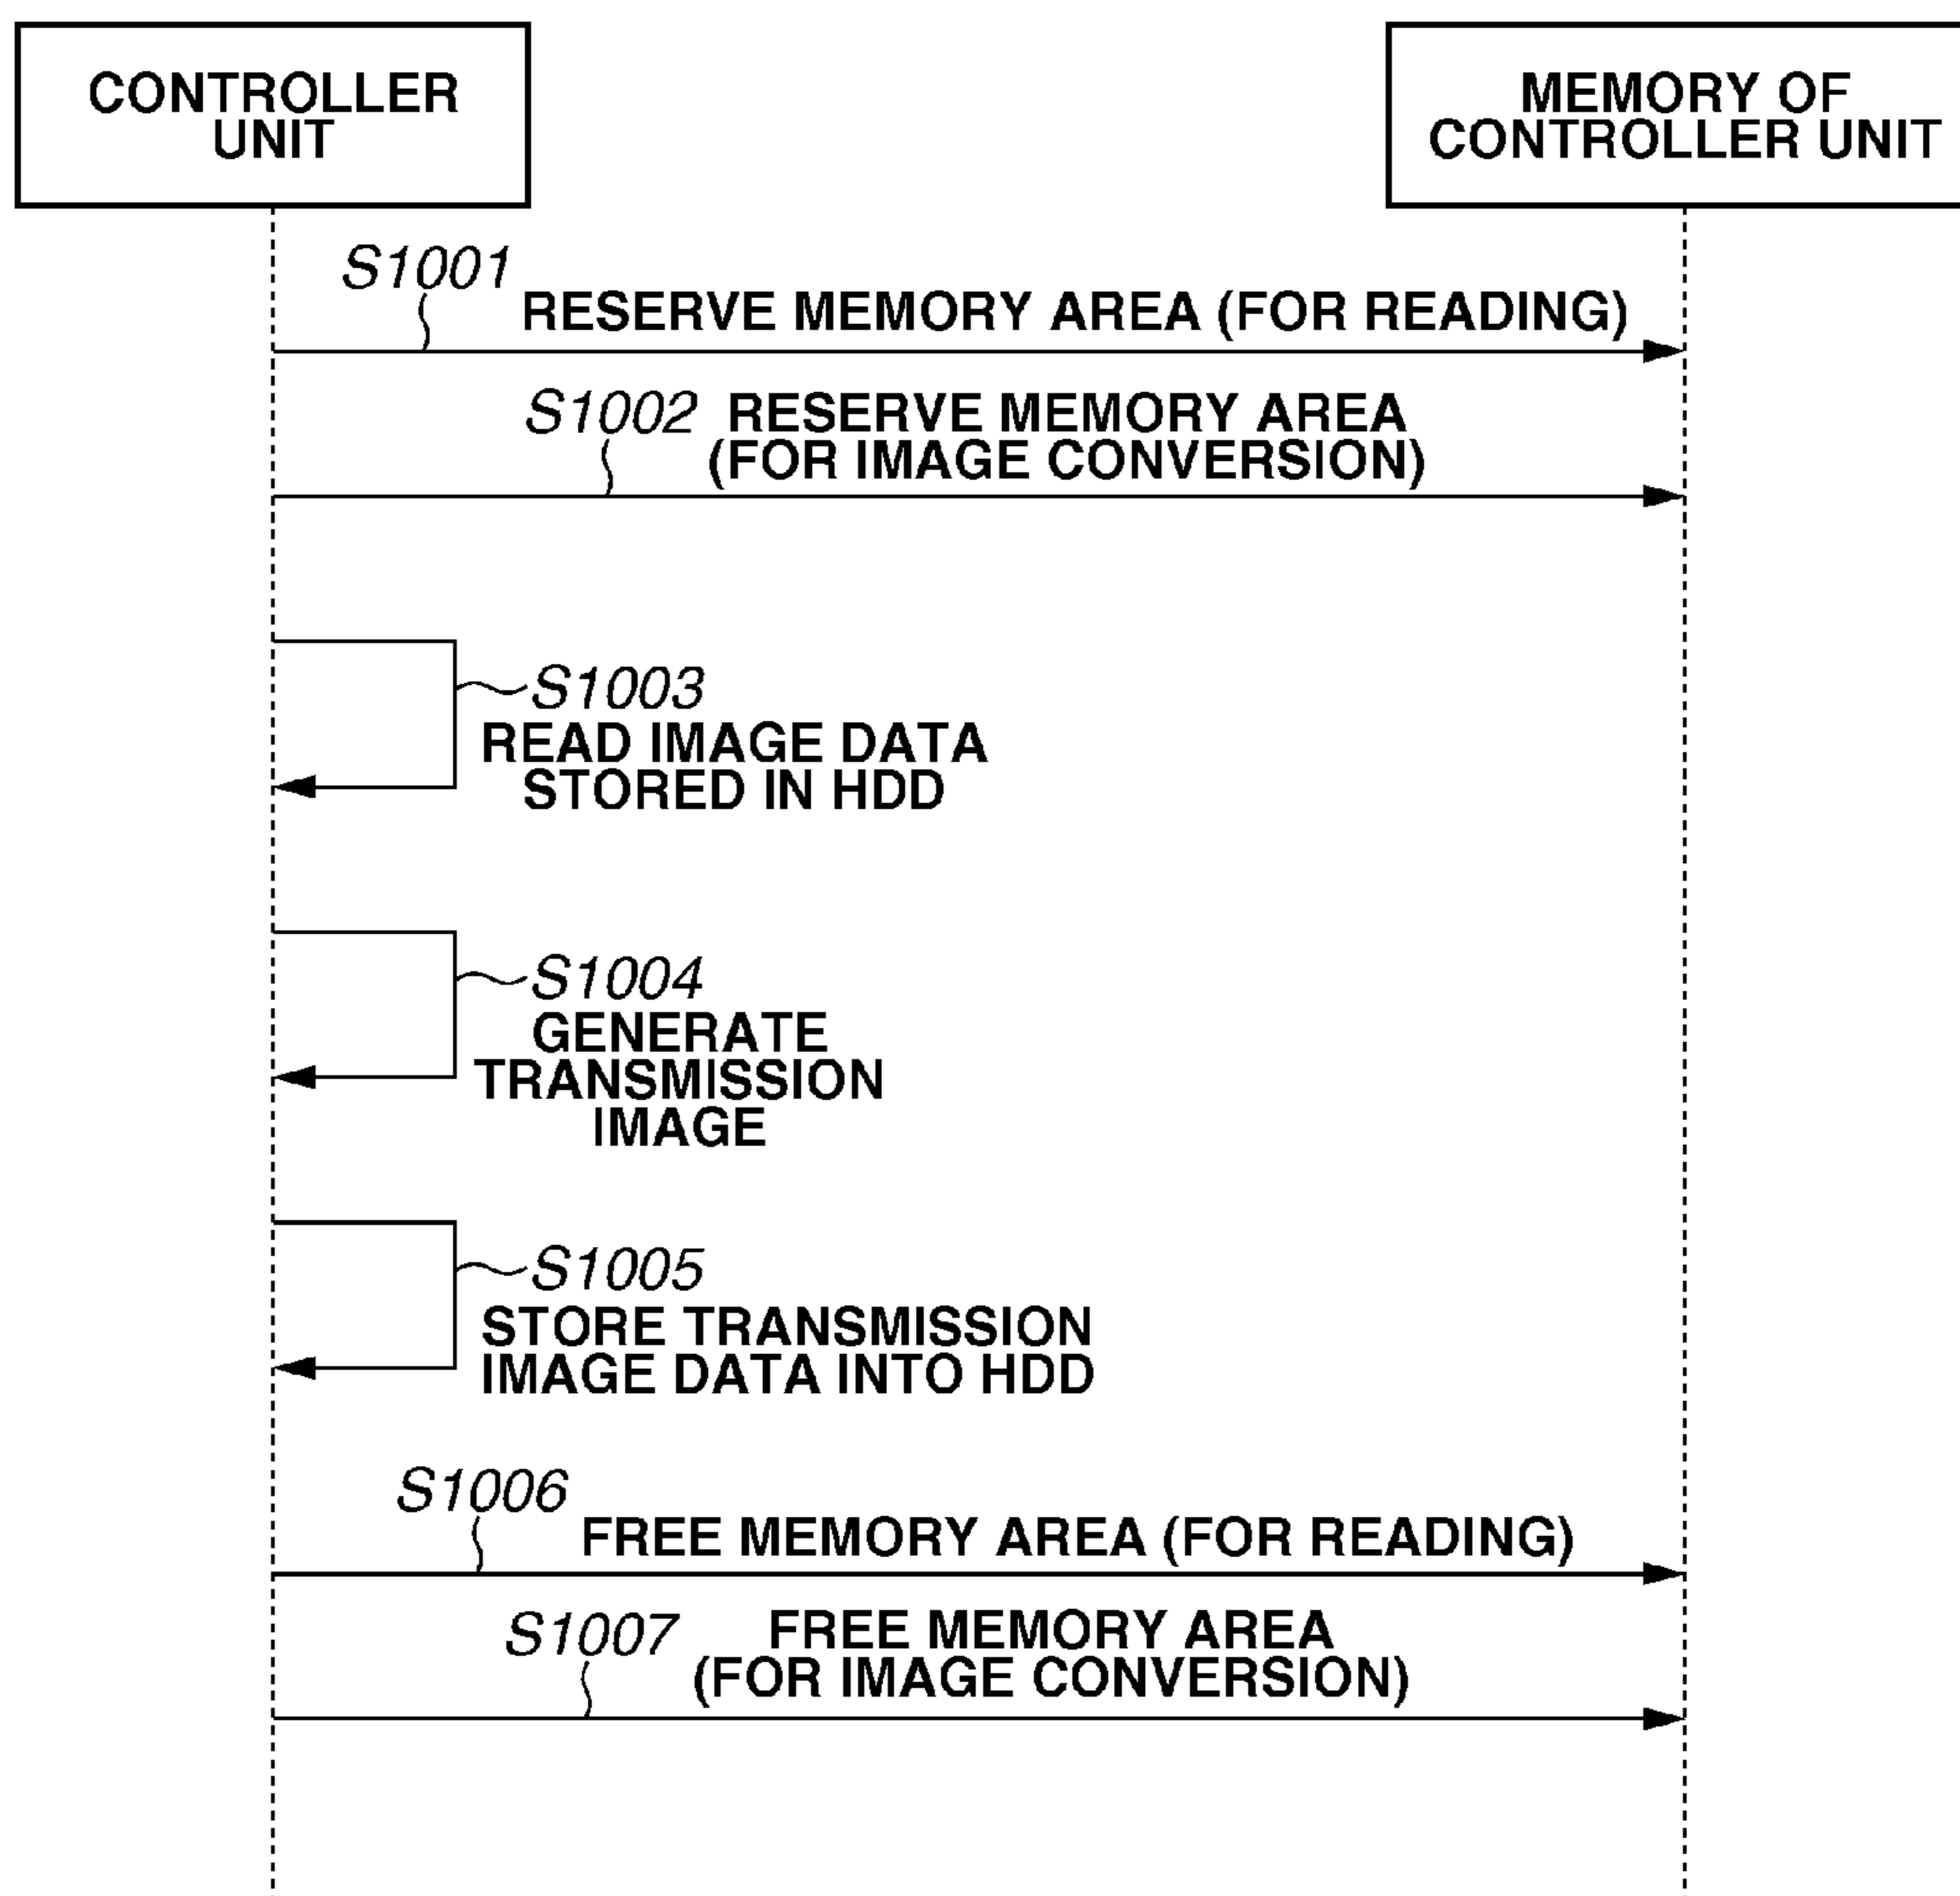 CONTROLLER
UNIT
MEMORY OF
CONTROLLER UNIT
S1001
RESERVE MEMORY AREA (FOR READING)
S1002
RESERVE MEMORY AREA
(FOR IMAGE CONVERSION)
S1003
READ IMAGE DATA
STORED IN HDD
S1004
GENERATE
TRANSMISSION
IMAGE
S1005
STORE TRANSMISSION
IMAGE DATA INTO HDD
S1006
FREE MEMORY AREA (FOR READING)
S1007
FREE MEMORY AREA
(FOR IMAGE CONVERSION)